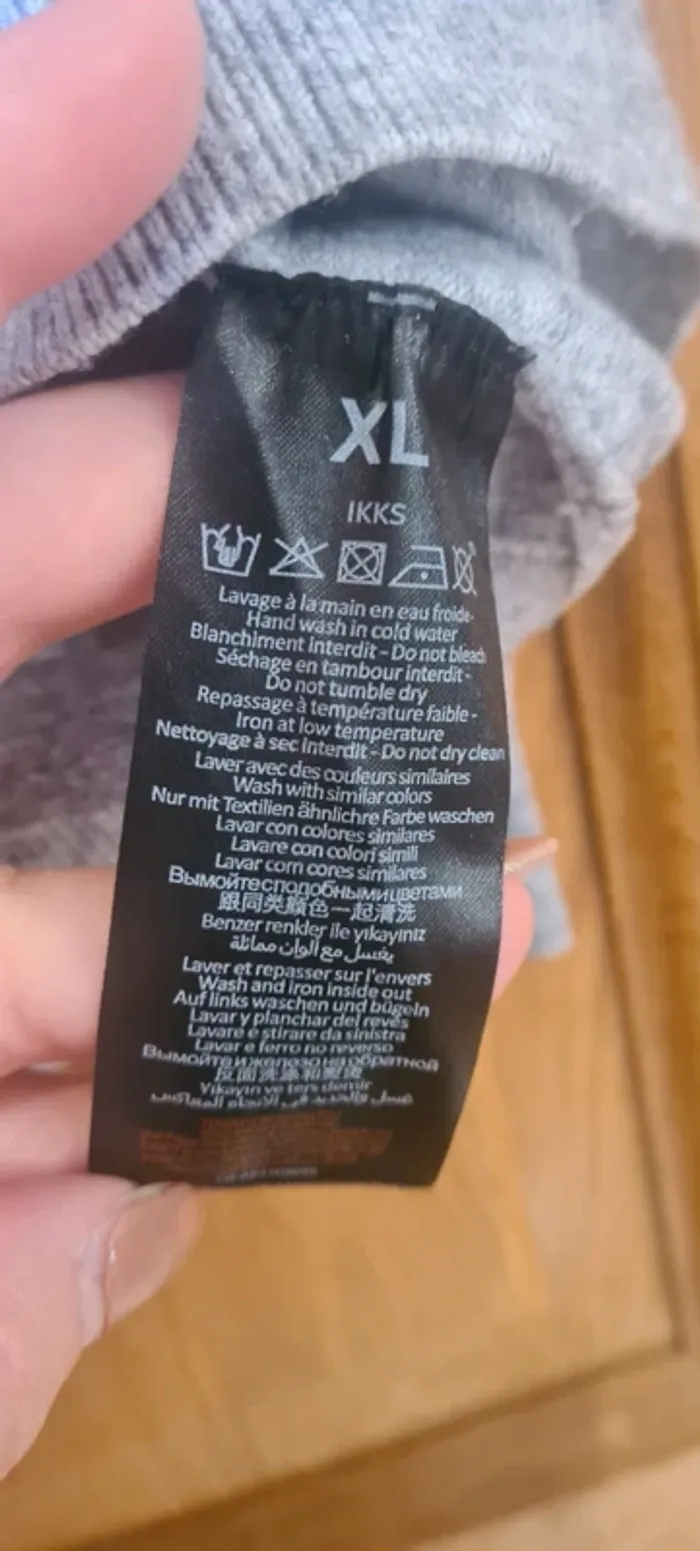 XL
IKKS
Lavage à la main en eau froide-
Hand wash in cold water
Blanchiment interdit - Do not bleach
Séchage en tambour interdit -
Do not tumble dry
Repassage à température faible -
Iron at low temperature
Nettoyage à sec interdit - Do not dry clean
Laver avec des couleurs similaires
Wash with similar colors
Nur mit Textilien ähnlichre Farbe waschen
Lavar con colores similares
Lavare con colori simili
Lavar com cores similares
Вымойтесподобнымицветами
跟同类颜色一起清洗
Benzer renkler ile yıkayınız
يغسل مع ألوان مماثلة
Laver et repasser sur l'envers
Wash and iron inside out
Auf links waschen und bügeln
Lavar y planchar del revés
Lavare e stirare da sinistra
Lavar e ferro no reverso
Вымойте и железо на обратной
反面洗涤和熨烫
Yıkayın ve ters demir